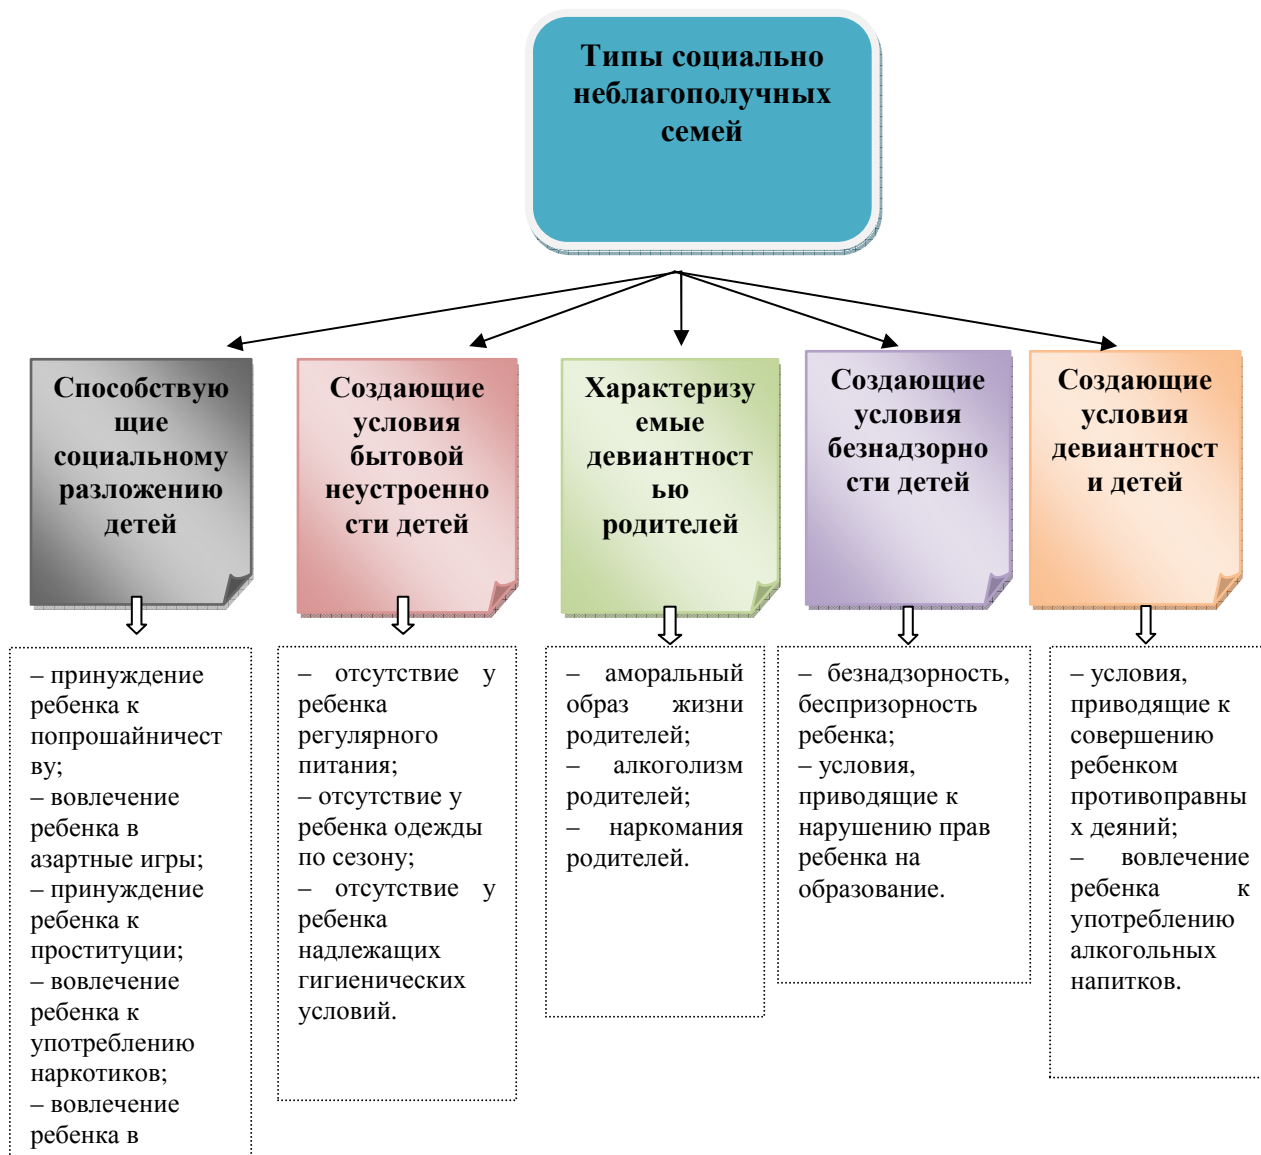 Типы социально
неблагополучных
семей
Способствую
щие
социальному
разложению
детей
Создающие
условия
бытовой
неустроенно
сти детей
Характеризу
емые
девиантност
ью
родителей
Создающие
условия
безнадзорно
сти детей
Создающие
условия
девиантност
и детей
– принуждение
ребенка к
попрошайничест
ву;
– вовлечение
ребенка в
азартные игры;
– принуждение
ребенка к
проституции;
– вовлечение
ребенка к
употреблению
наркотиков;
– вовлечение
ребенка в
– отсутствие у
ребенка
регулярного
питания;
– отсутствие у
ребенка одежды
по сезону;
– отсутствие у
ребенка
надлежащих
гигиенических
условий.
– аморальный
образ жизни
родителей;
– алкоголизм
родителей;
– наркомания
родителей.
– безнадзорность,
беспризорность
ребенка;
– условия,
приводящие к
нарушению прав
ребенка на
образование.
– условия,
приводящие к
совершению
ребенком
противоправны
х деяний;
– вовлечение
ребенка к
употреблению
алкогольных
напитков.